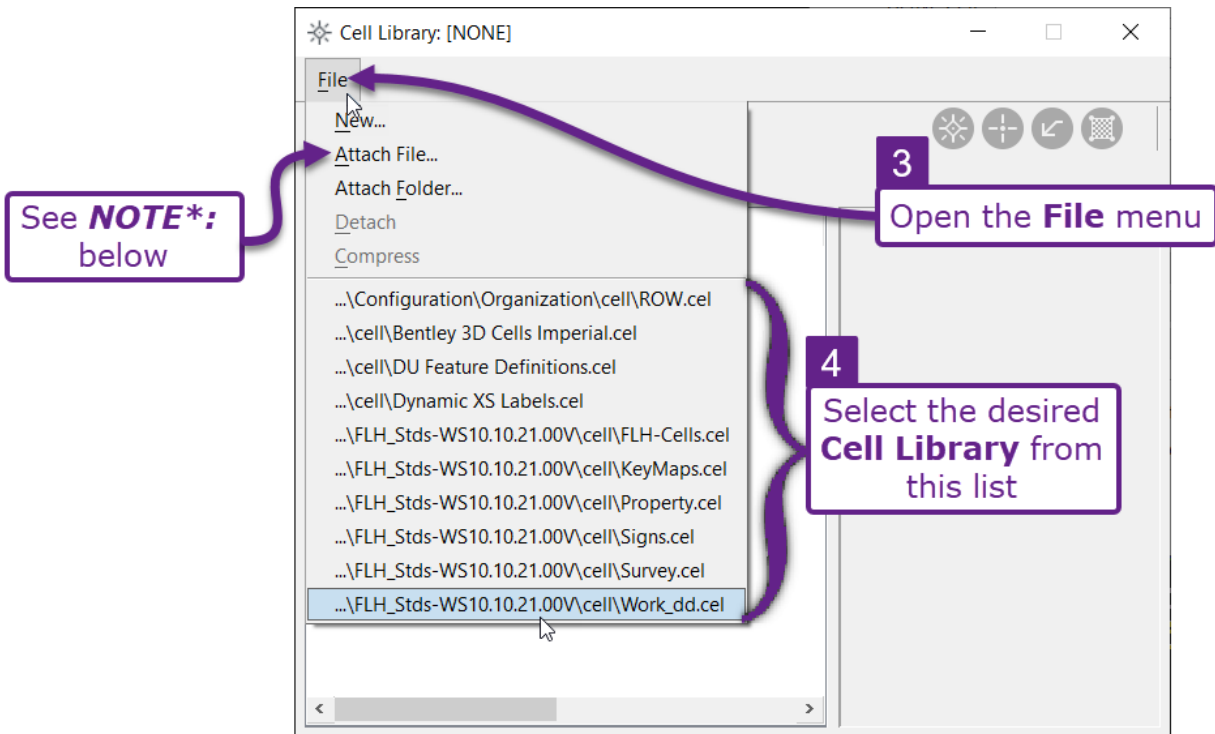 Cell Library: [NONE]
File
New...
Attach File...
Attach Folder...
Detach
Compress
...\Configuration\Organization\cell\ROW.cel
...\cell\Bentley 3D Cells Imperial.cel
...\cell\DU Feature Definitions.cel
...\cell\Dynamic XS Labels.cel
...\FLH_Stds-WS10.10.21.00V\cell\FLH-Cells.cel
...\FLH_Stds-WS10.10.21.00V\cell\KeyMaps.cel
...\FLH_Stds-WS10.10.21.00V\cell\Property.cel
...\FLH_Stds-WS10.10.21.00V\cell\Signs.cel
...\FLH_Stds-WS10.10.21.00V\cell\Survey.cel
...\FLH_Stds-WS10.10.21.00V\cell\Work_dd.cel
See NOTE*:
below
3
Open the File menu
4
Select the desired
Cell Library from
this list